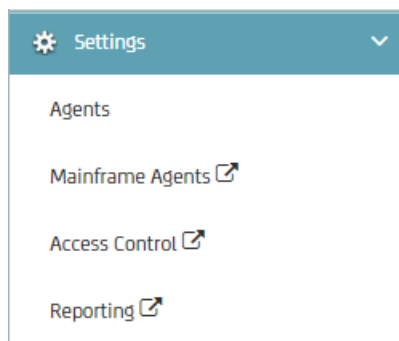 Settings
Agents
Mainframe Agents
Access Control
Reporting